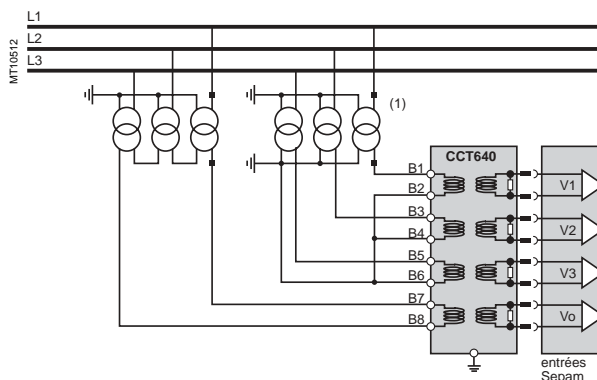 L1
L2
L3
MT10512
(1)
CCT640
B1
B2
B3
B4
B5
B6
B7
B8
V1
V2
V3
Vo
entrées
Sepam